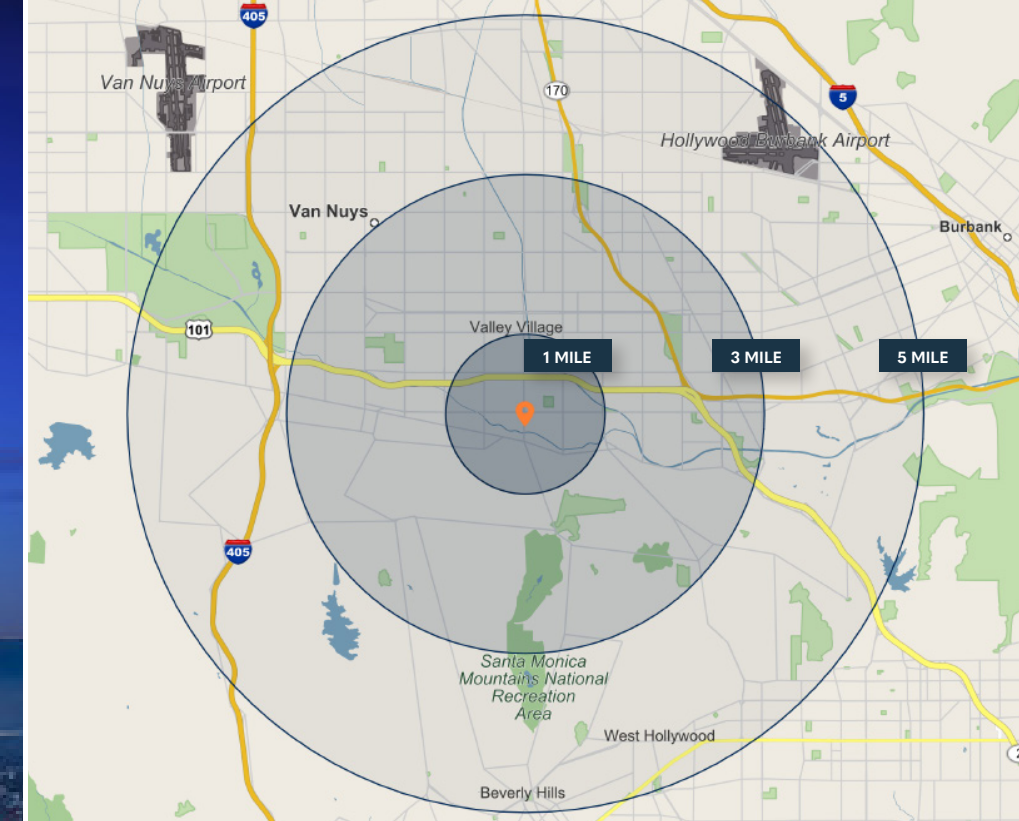 405
Van Nuys Airport
170
5
Hollywood Burbank Airport
Van Nuys
Burbank
101
Valley Village
1 MILE
3 MILE
5 MILE
405
Santa Monica
Mountains National
Recreation
Area
West Hollywood
Beverly Hills
2